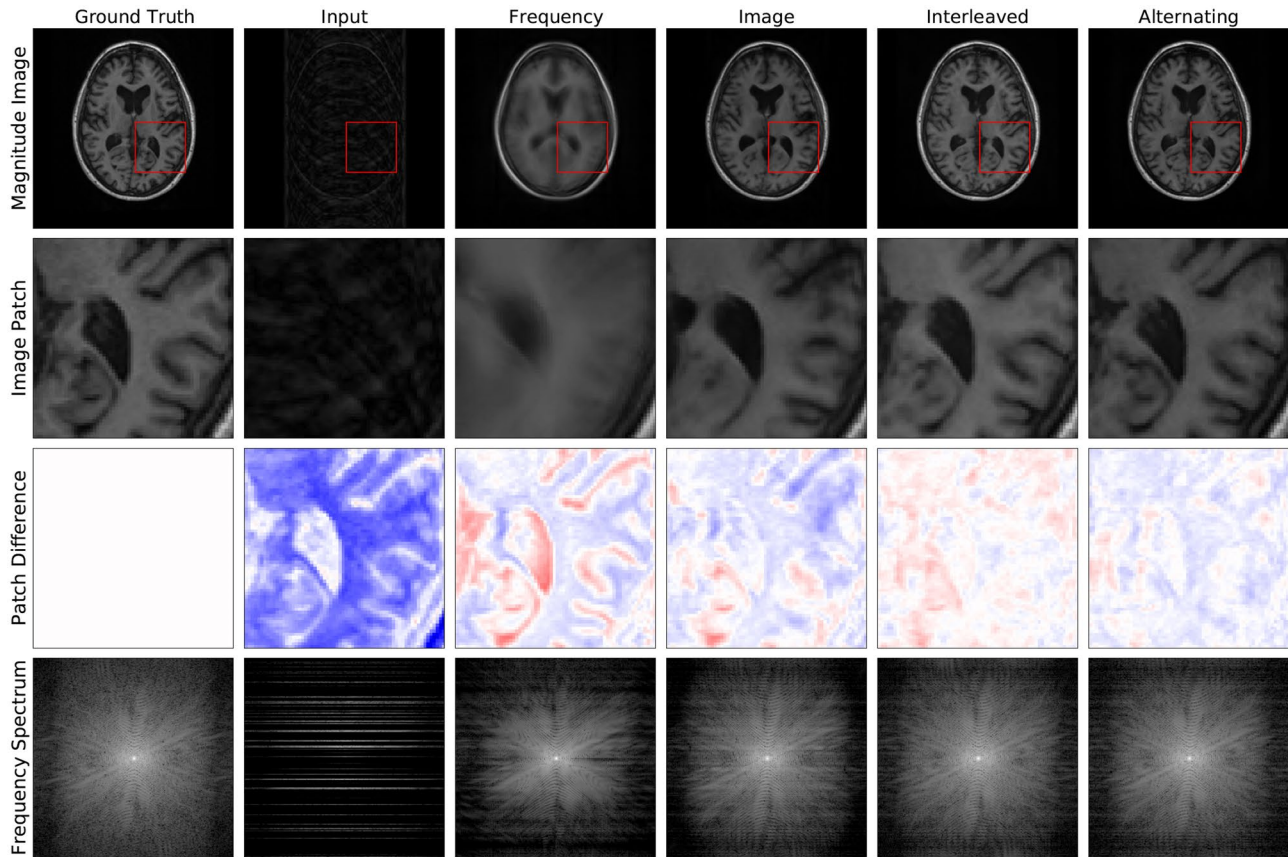 Ground Truth
Input
Frequency
Image
Interleaved
Alternating
Magnitude Image
Image Patch
Patch Difference
Frequency Spectrum